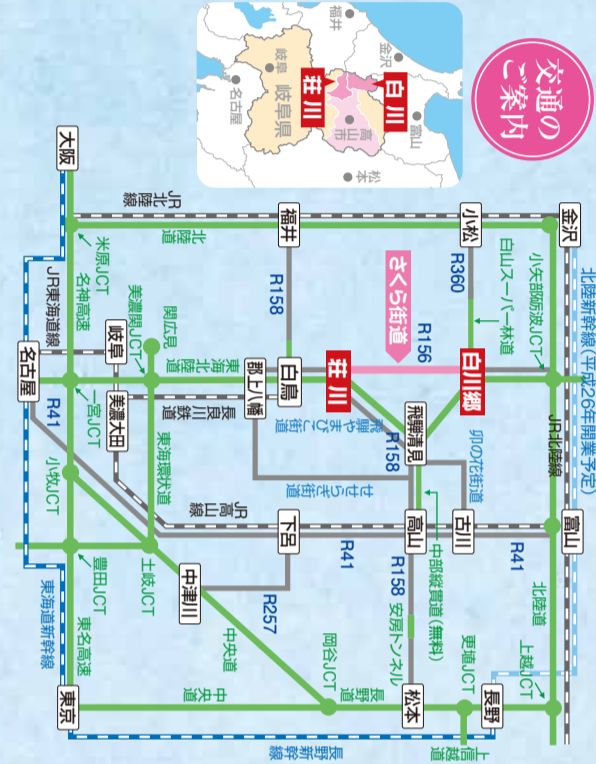 交通の
ご案内
福井
金沢
富山
白川
荘川
岐阜
岐阜県
高山市
名古屋
松本
北陸新幹線(平成26年開業予定)
金沢
小矢部砺波JCT
JR北陸線
富山
北陸道
上越JCT
小松
R360
白山スーパー林道
白川郷
卯の花街道
古川
R41
長野
上信越道
更埴JCT
さくら街道
R156
飛騨清見
R158
高山
中部縦貫道(無料)
R158
安房トンネル
松本
長野道
岡谷JCT
福井
R158
白鳥
荘川
飛騨やまびこ街道
せせらぎ街道
郡上八幡
下呂
R41
R257
中津川
中央道
中央道
JR北陸線
北陸道
東海北陸道
長良川鉄道
JR高山線
長野新幹線
関広見
美濃関JCT
東海環状道
土岐JCT
岐阜
美濃太田
大阪
米原JCT
名神高速
JR東海道線
名古屋
一宮JCT
R41
小牧JCT
豊田JCT
東名高速
東海道新幹線
東京